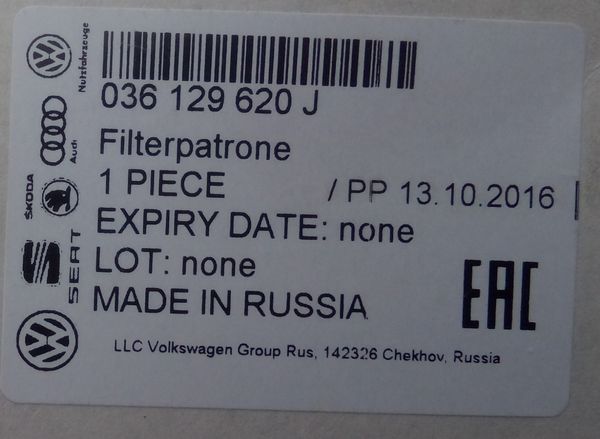 036 129 620 J
Filterpatrone
1 PIECE / PP 13.10.2016
EXPIRY DATE: none
LOT: none
MADE IN RUSSIA
EAC
LLC Volkswagen Group Rus, 142326 Chekhov, Russia
Nutzfahrzeuge
Audi
ŠKODA
SEAT